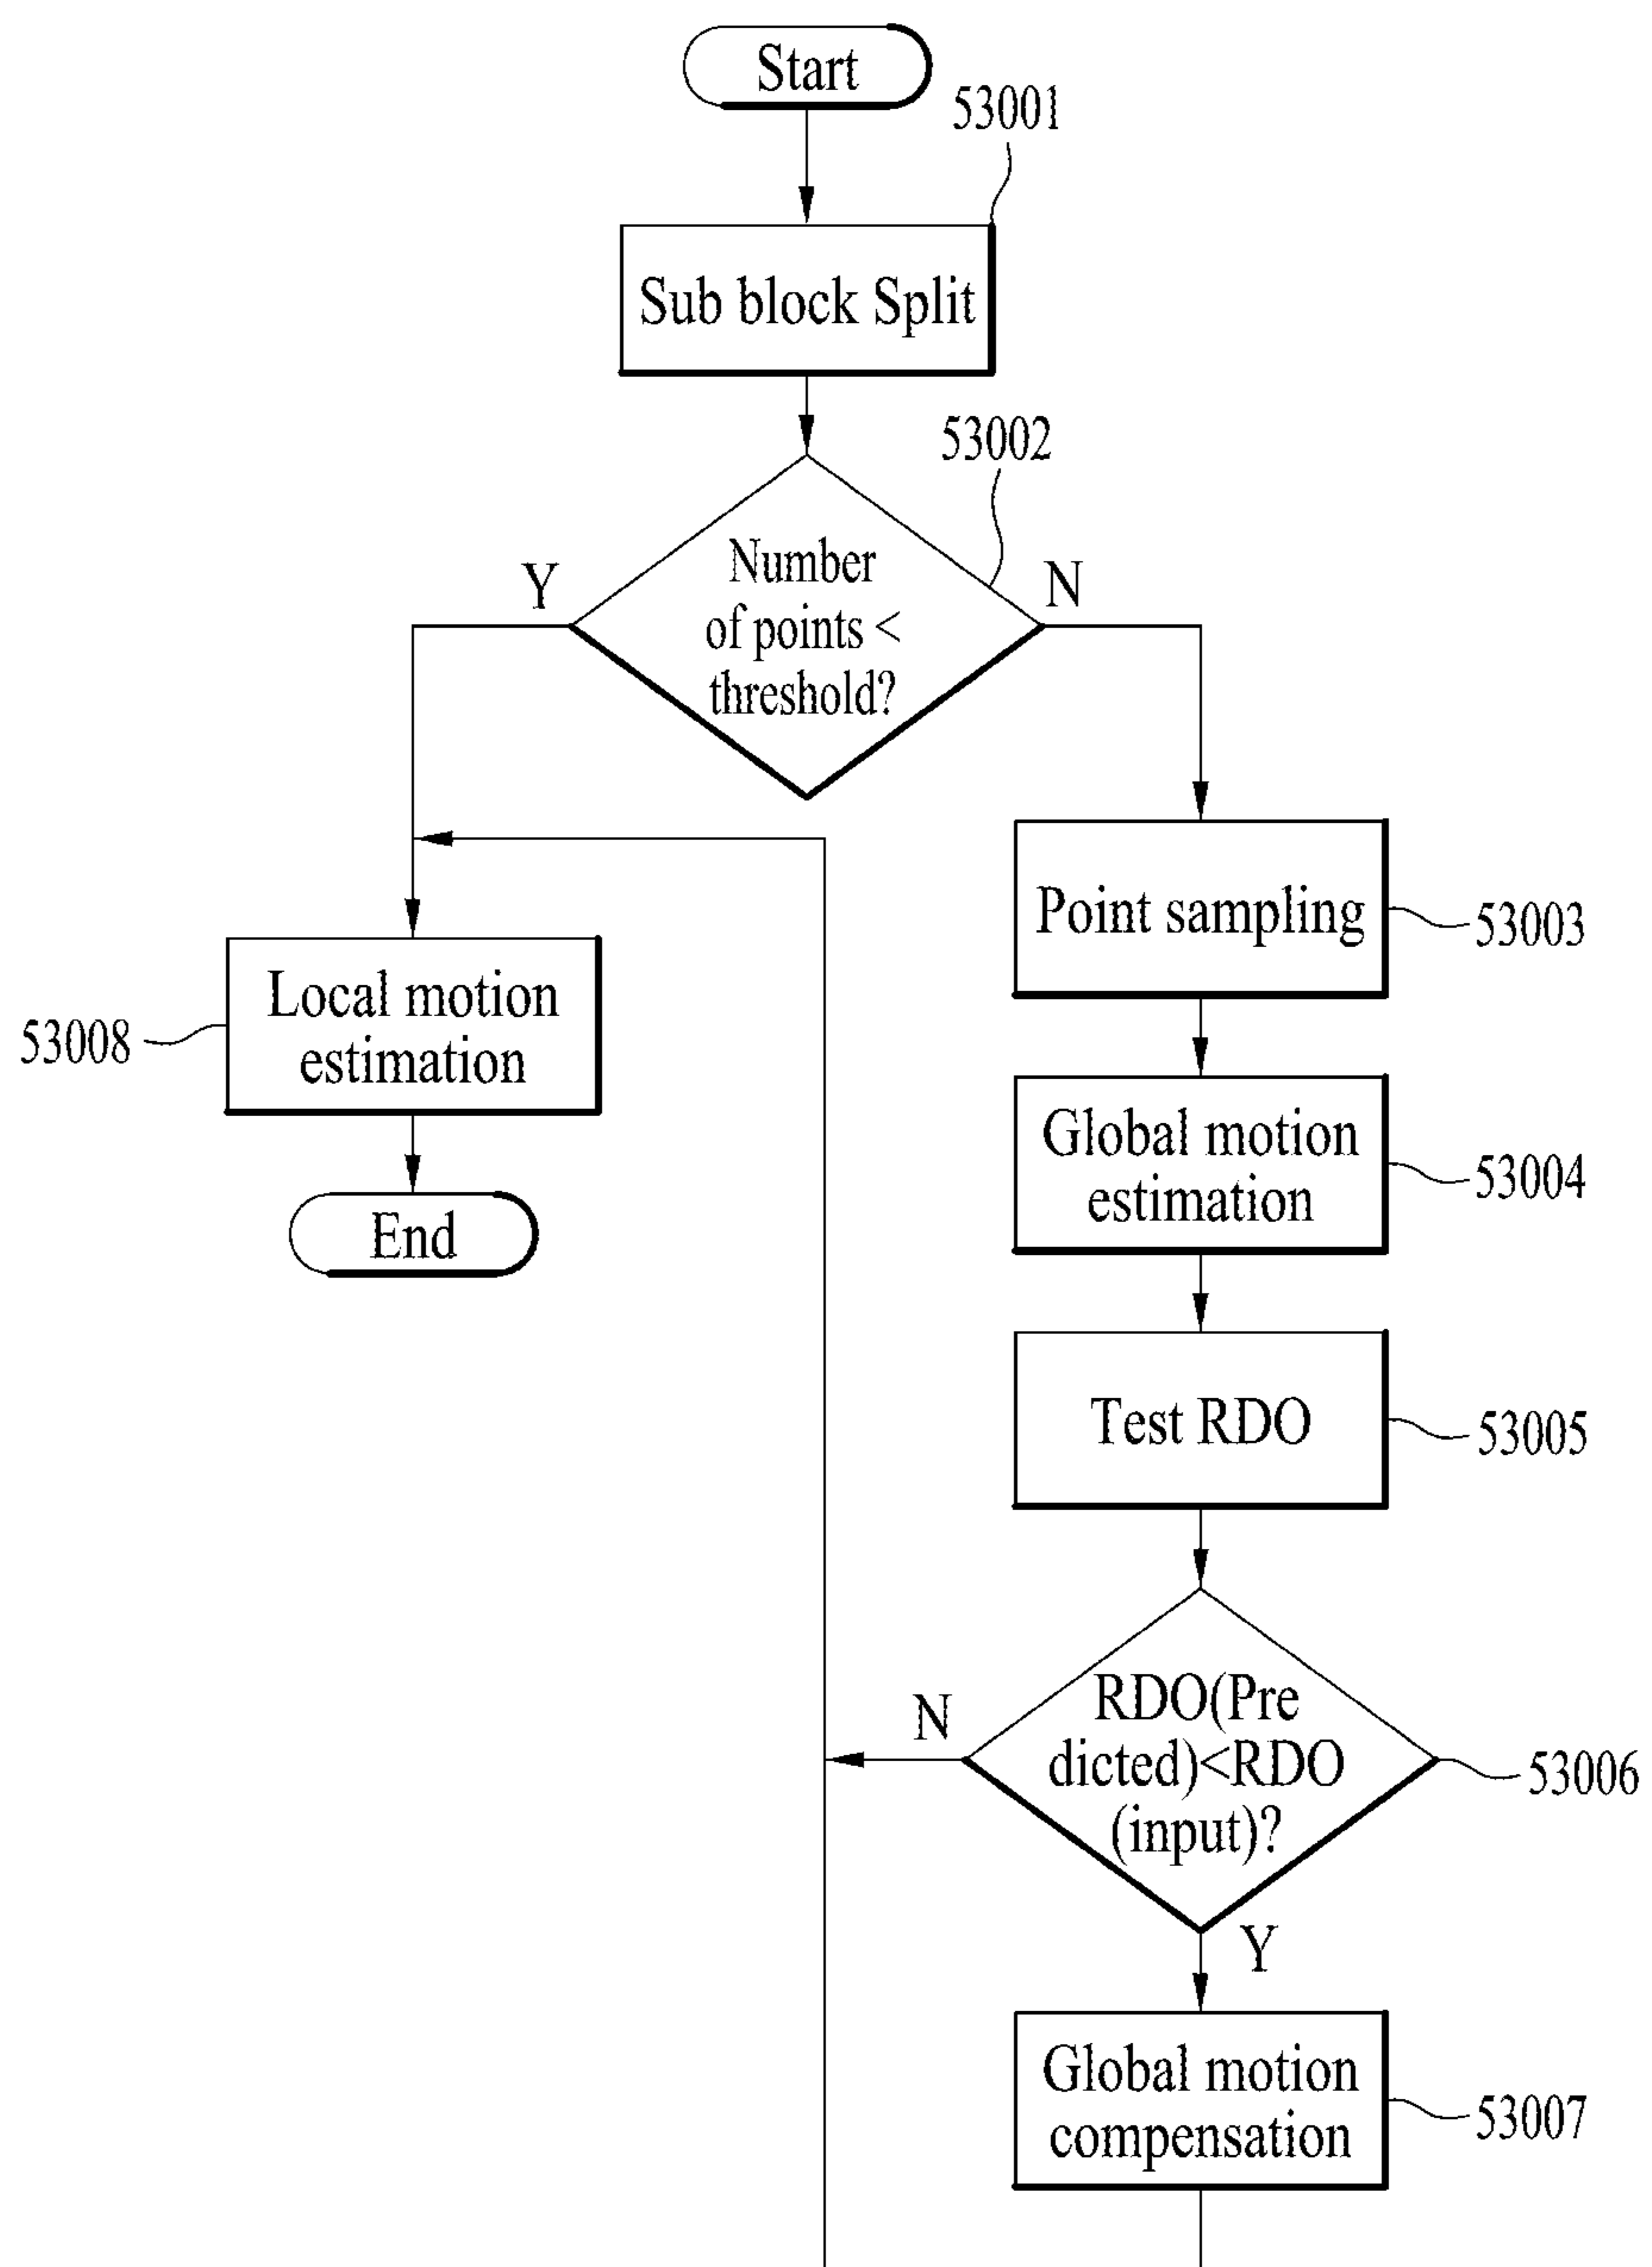 Start
53001
Sub block Split
53002
Number
of points <
threshold?
Y
N
Point sampling
53003
Local motion
estimation
53008
Global motion
estimation
53004
End
Test RDO
53005
RDO(Pre
dicted)<RDO
(input)?
N
53006
Y
Global motion
compensation
53007